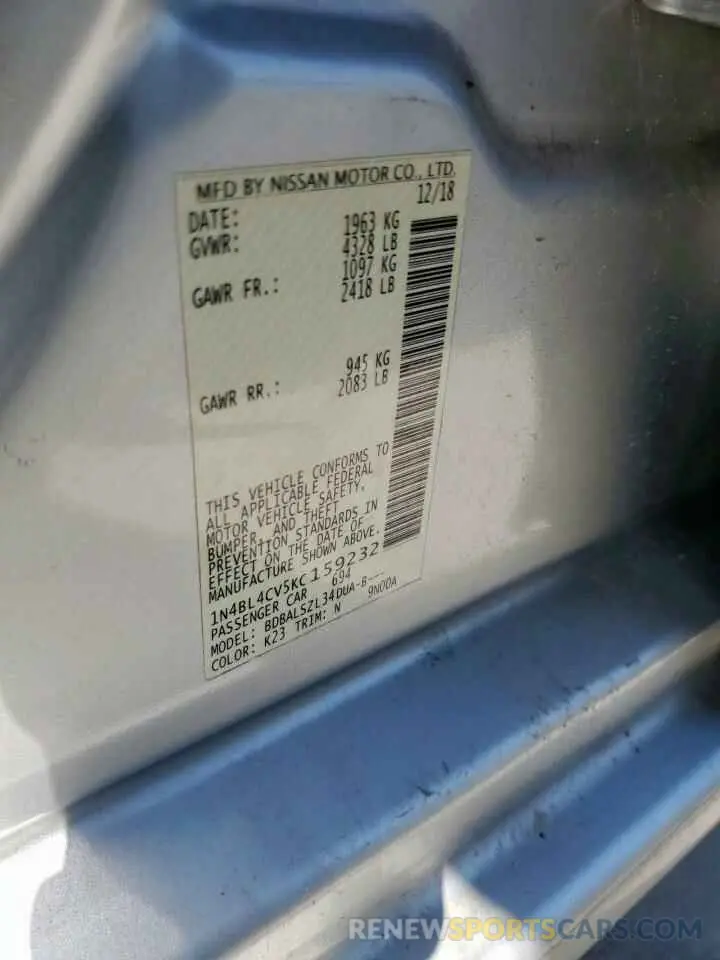 MFD BY NISSAN MOTOR CO., LTD.
DATE: 12/18
GVWR: 1963 KG
4328 LB
GAWR FR.: 1097 KG
2418 LB
GAWR RR.: 945 KG
2083 LB
THIS VEHICLE CONFORMS TO
ALL APPLICABLE FEDERAL
MOTOR VEHICLE SAFETY,
BUMPER, AND THEFT
PREVENTION STANDARDS IN
EFFECT ON THE DATE OF
MANUFACTURE SHOWN ABOVE.
1N4BL4CV5KC159232
PASSENGER CAR 694
MODEL: BDBALSZL34DUA-B---
COLOR: K23 TRIM: N 9N00A
RENEWSPORTSCARS.COM